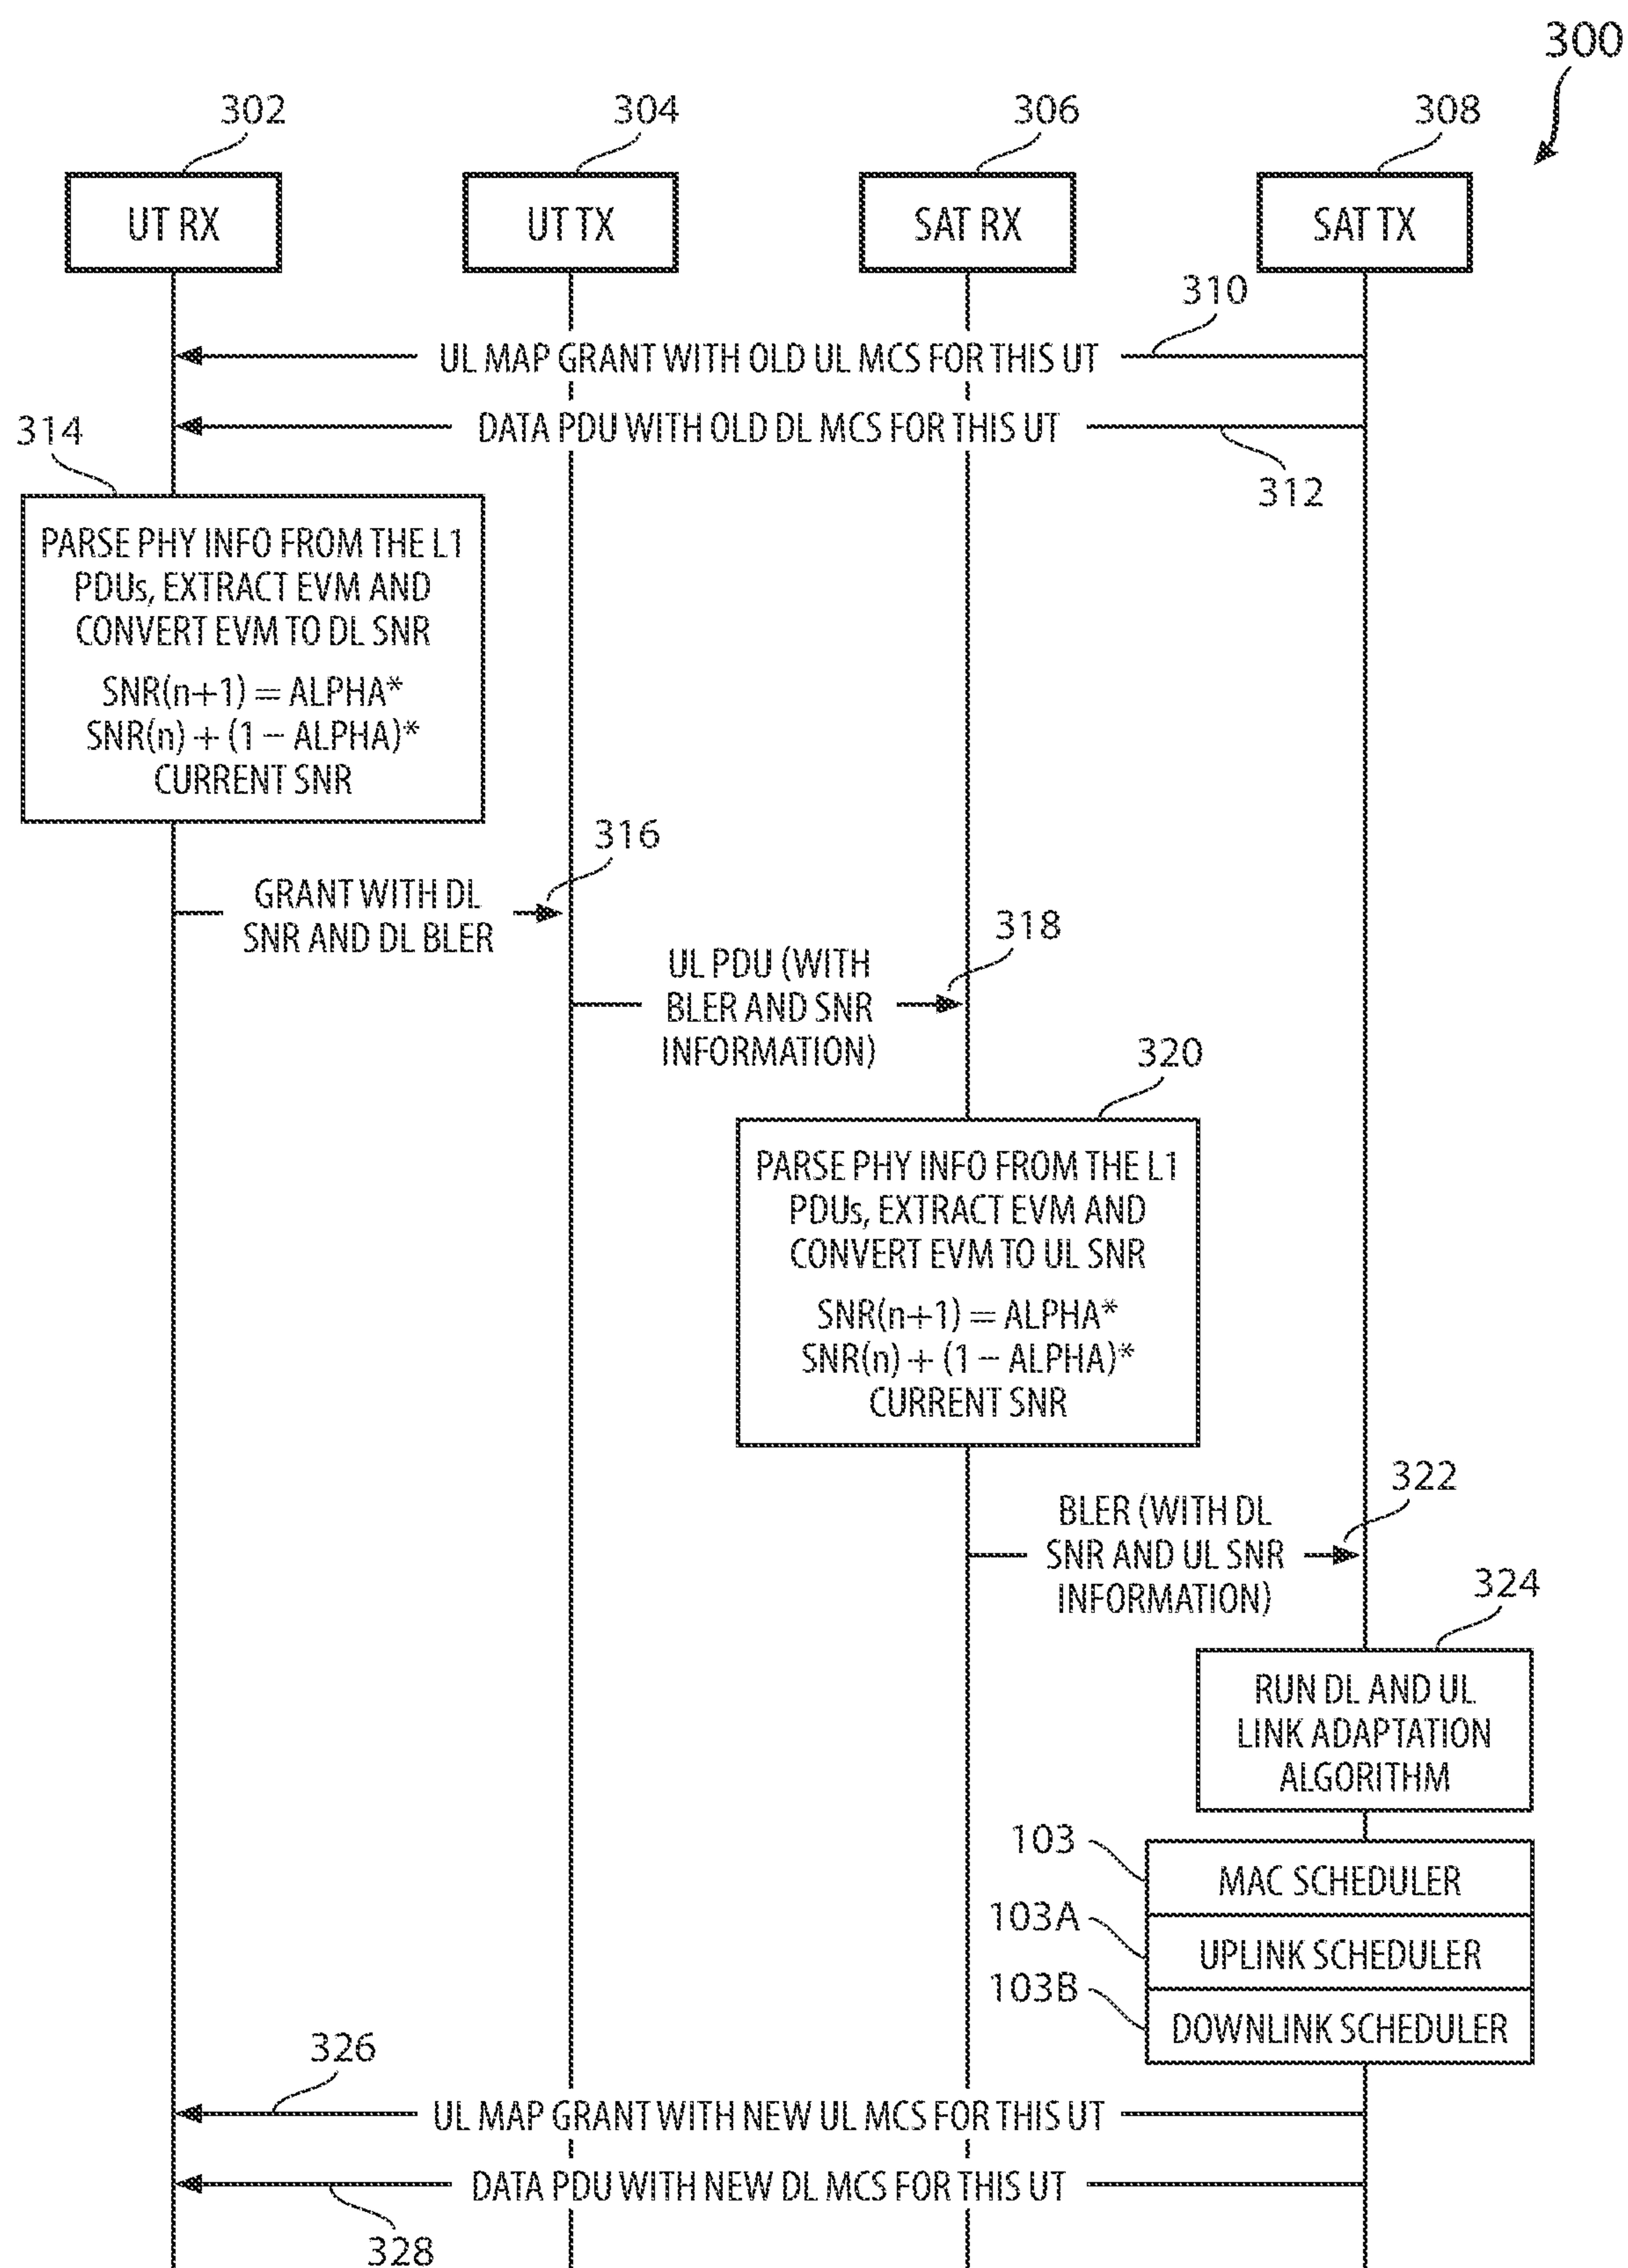 300
302
304
306
308
UT RX
UT TX
SAT RX
SAT TX
310
UL MAP GRANT WITH OLD UL MCS FOR THIS UT
DATA PDU WITH OLD DL MCS FOR THIS UT
312
314
PARSE PHY INFO FROM THE L1
PDUs, EXTRACT EVM AND
CONVERT EVM TO DL SNR
SNR(n+1) = ALPHA*
SNR(n) + (1 – ALPHA)*
CURRENT SNR
316
GRANT WITH DL
SNR AND DL BLER
318
UL PDU (WITH
BLER AND SNR
INFORMATION)
320
PARSE PHY INFO FROM THE L1
PDUs, EXTRACT EVM AND
CONVERT EVM TO UL SNR
SNR(n+1) = ALPHA*
SNR(n) + (1 – ALPHA)*
CURRENT SNR
322
BLER (WITH DL
SNR AND UL SNR
INFORMATION)
324
RUN DL AND UL
LINK ADAPTATION
ALGORITHM
103
MAC SCHEDULER
103A
UPLINK SCHEDULER
103B
DOWNLINK SCHEDULER
326
UL MAP GRANT WITH NEW UL MCS FOR THIS UT
DATA PDU WITH NEW DL MCS FOR THIS UT
328